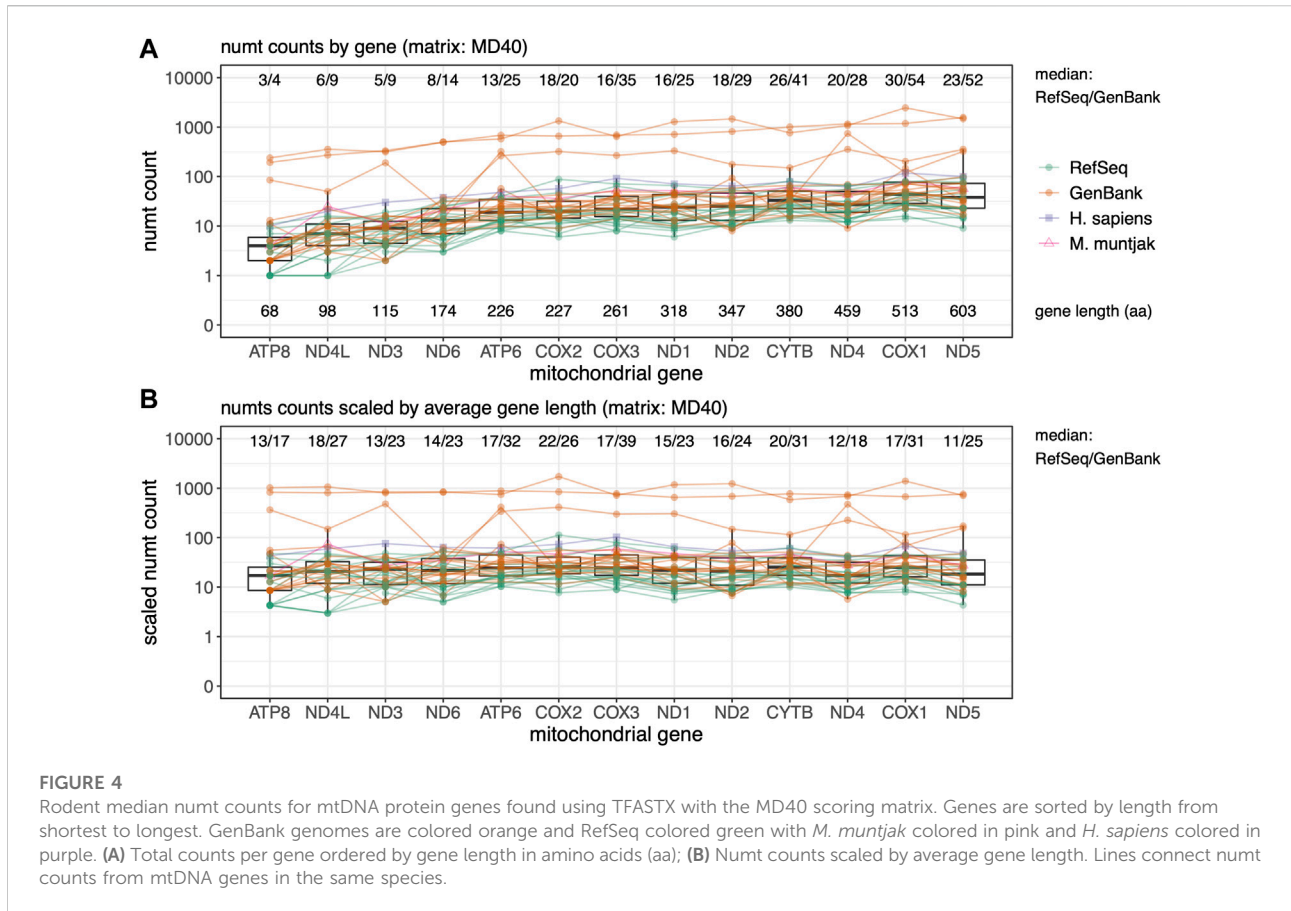 A
numt counts by gene (matrix: MD40)
10000
1000
100
10
1
0
numt count
3/4 6/9 5/9 8/14 13/25 18/20 16/35 16/25 18/29 26/41 20/28 30/54 23/52
68 98 115 174 226 227 261 318 347 380 459 513 603
ATP8 ND4L ND3 ND6 ATP6 COX2 COX3 ND1 ND2 CYTB ND4 COX1 ND5
mitochondrial gene
median:
RefSeq/GenBank
RefSeq
GenBank
H. sapiens
M. muntjak
gene length (aa)
B
numts counts scaled by average gene length (matrix: MD40)
10000
1000
100
10
1
0
scaled numt count
13/17 18/27 13/23 14/23 17/32 22/26 17/39 15/23 16/24 20/31 12/18 17/31 11/25
ATP8 ND4L ND3 ND6 ATP6 COX2 COX3 ND1 ND2 CYTB ND4 COX1 ND5
mitochondrial gene
median:
RefSeq/GenBank
FIGURE 4
Rodent median numt counts for mtDNA protein genes found using TFASTX with the MD40 scoring matrix. Genes are sorted by length from
shortest to longest. GenBank genomes are colored orange and RefSeq colored green with M. muntjak colored in pink and H. sapiens colored in
purple. (A) Total counts per gene ordered by gene length in amino acids (aa); (B) Numt counts scaled by average gene length. Lines connect numt
counts from mtDNA genes in the same species.